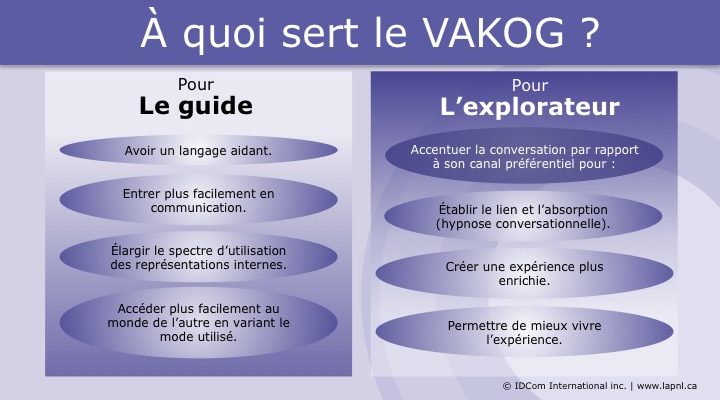 À quoi sert le VAKOG ?
Pour
Le guide
Avoir un langage aidant.
Entrer plus facilement en
communication.
Élargir le spectre d’utilisation
des représentations internes.
Accéder plus facilement au
monde de l’autre en variant le
mode utilisé.
Pour
L’explorateur
Accentuer la conversation par rapport
à son canal préférentiel pour :
Établir le lien et l’absorption
(hypnose conversationnelle).
Créer une expérience plus
enrichie.
Permettre de mieux vivre
l’expérience.
© IDCom International inc. | www.lapnl.ca